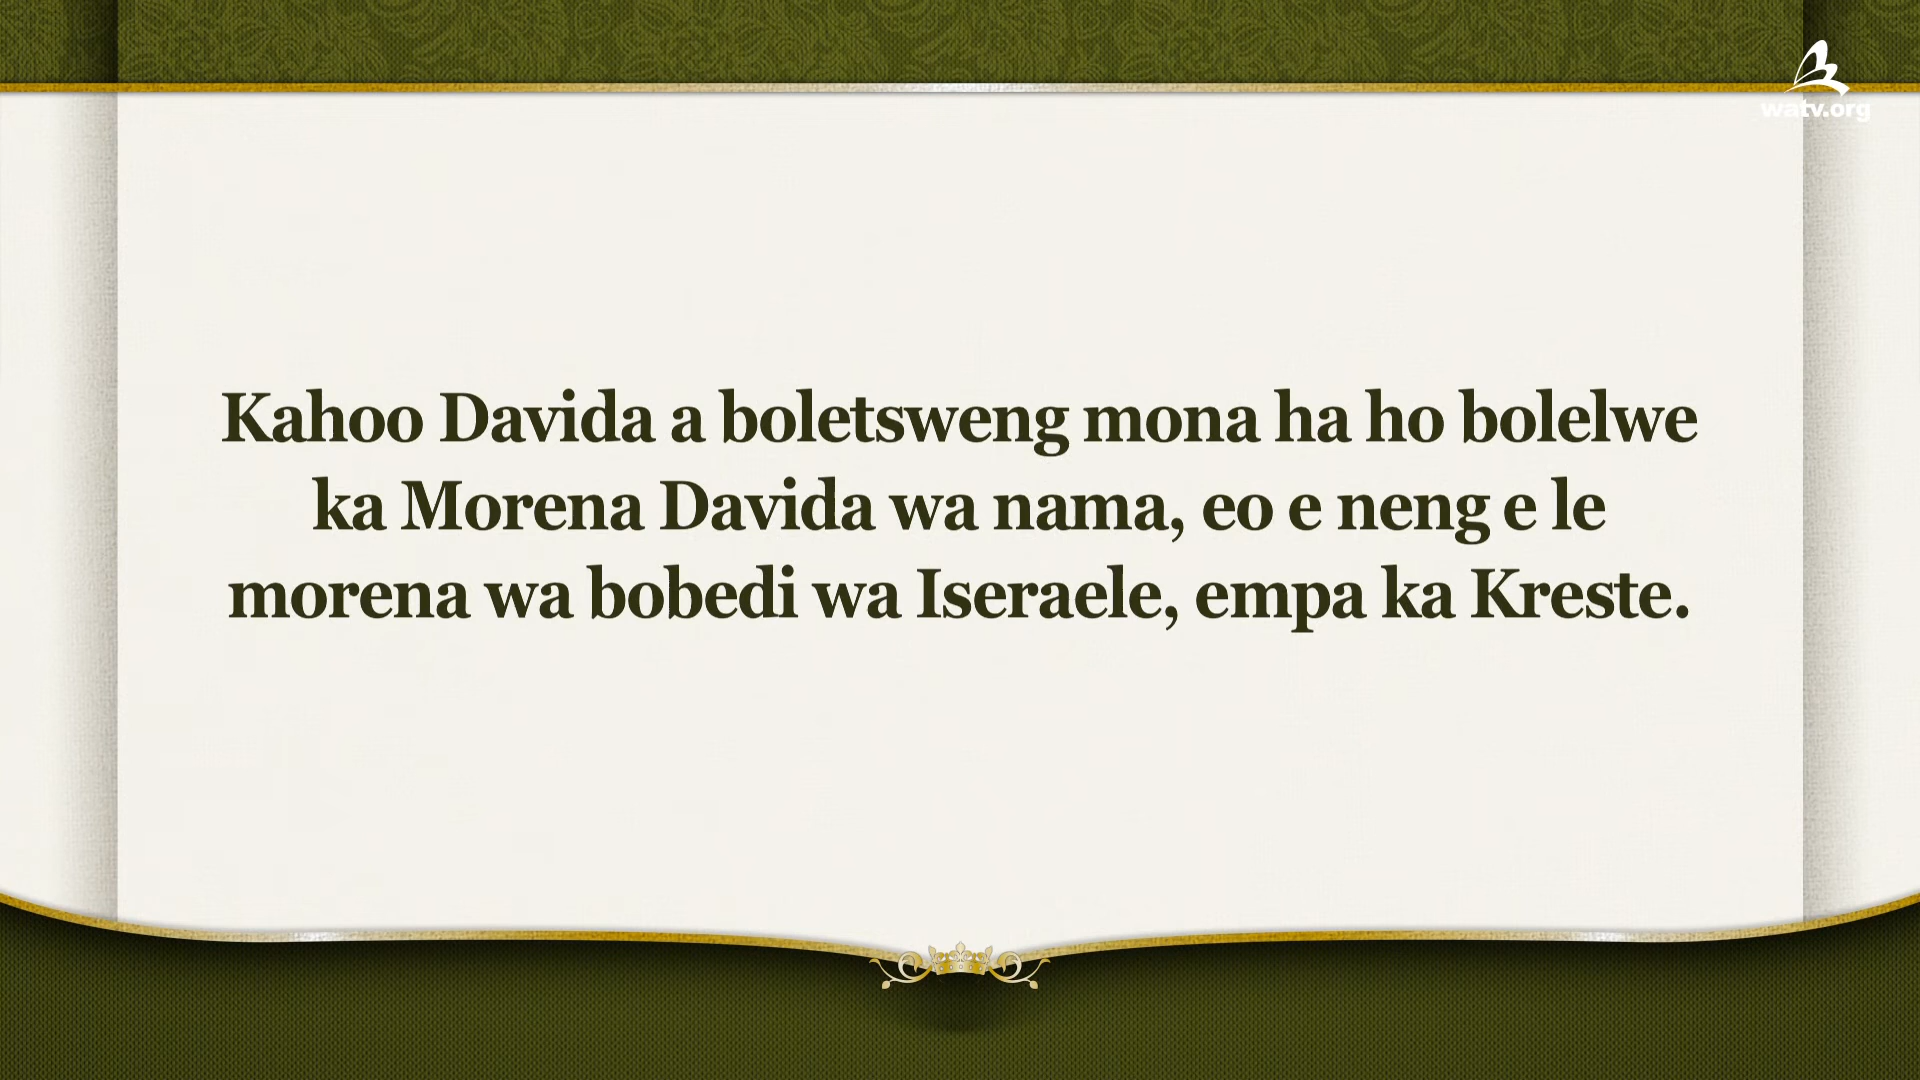 watv.org
Kahoo Davida a boletsweng mona ha ho bolelwe
ka Morena Davida wa nama, eo e neng e le
morena wa bobedi wa Iseraele, empa ka Kreste.